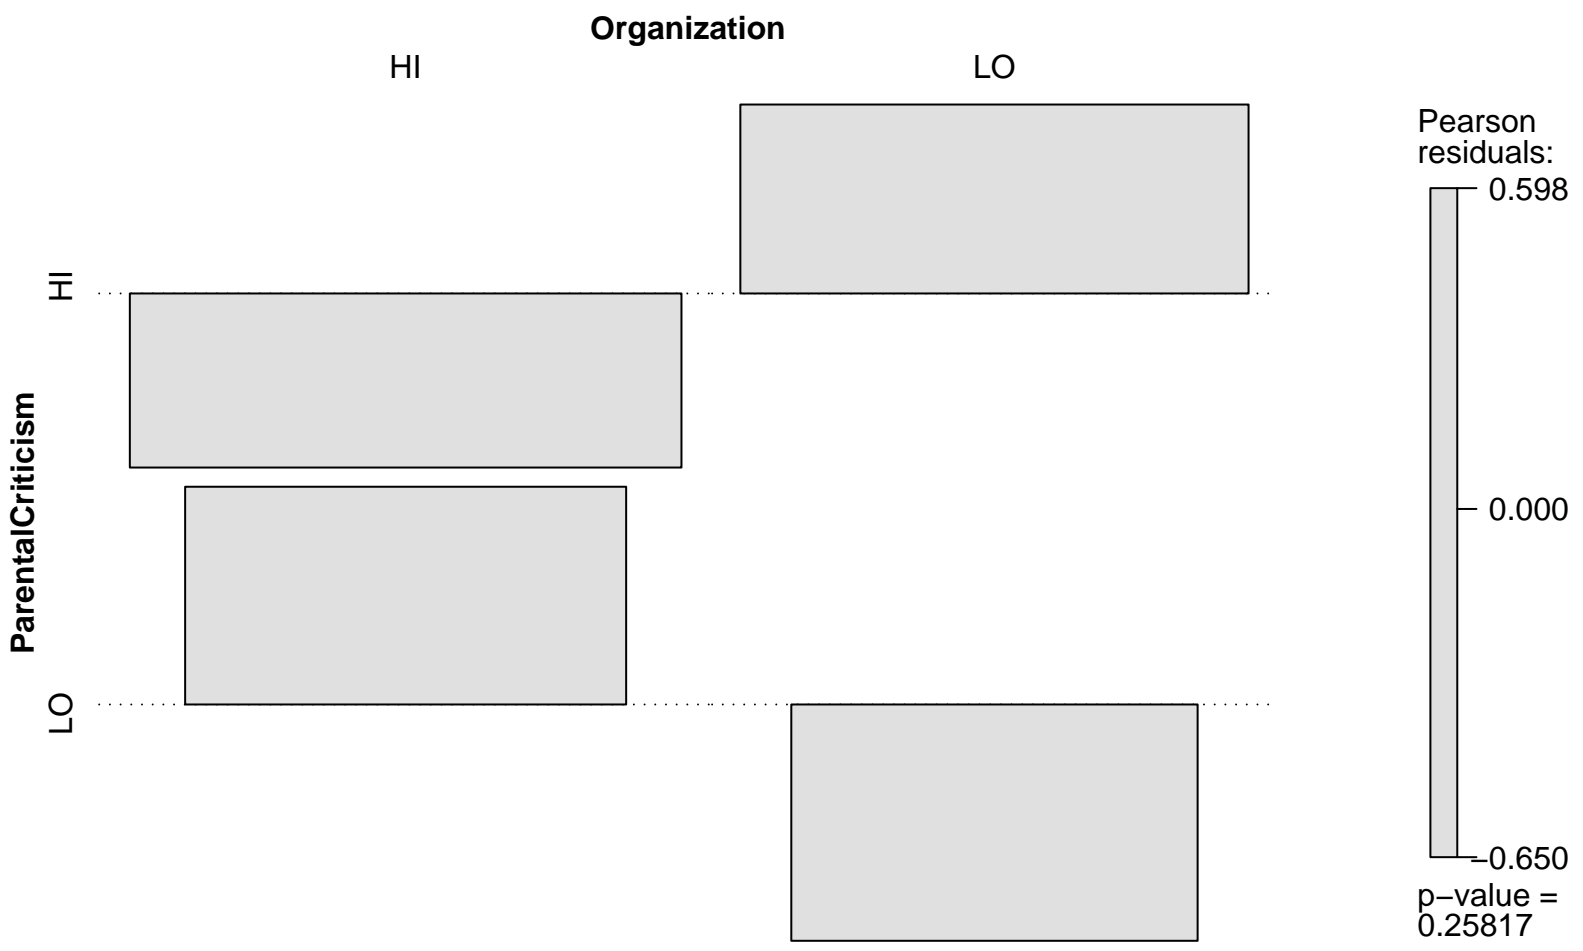 Organization
HI
LO
HI
LO
ParentalCriticism
Pearson
residuals:
0.598
0.000
−0.650
p−value =
0.25817